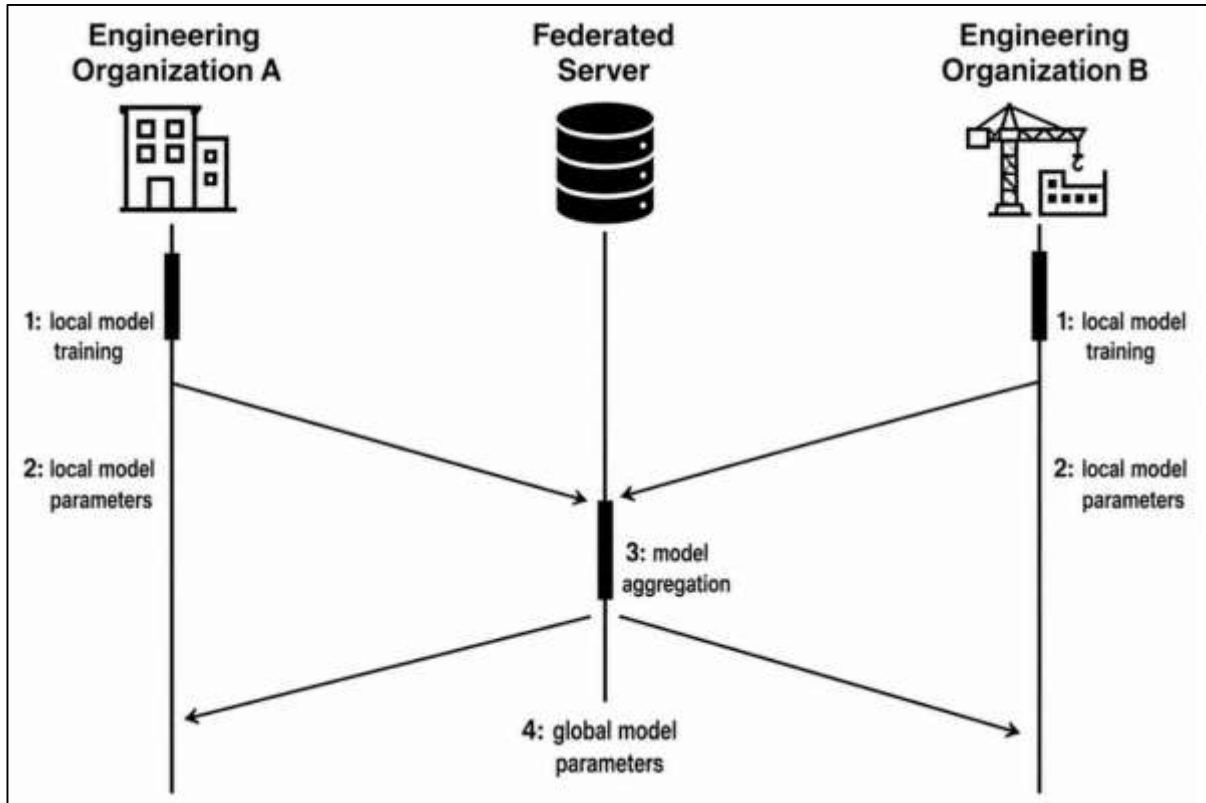 Engineering
Organization A
Federated
Server
Engineering
Organization B
1: local model
training
1: local model
training
2: local model
parameters
2: local model
parameters
3: model
aggregation
4: global model
parameters